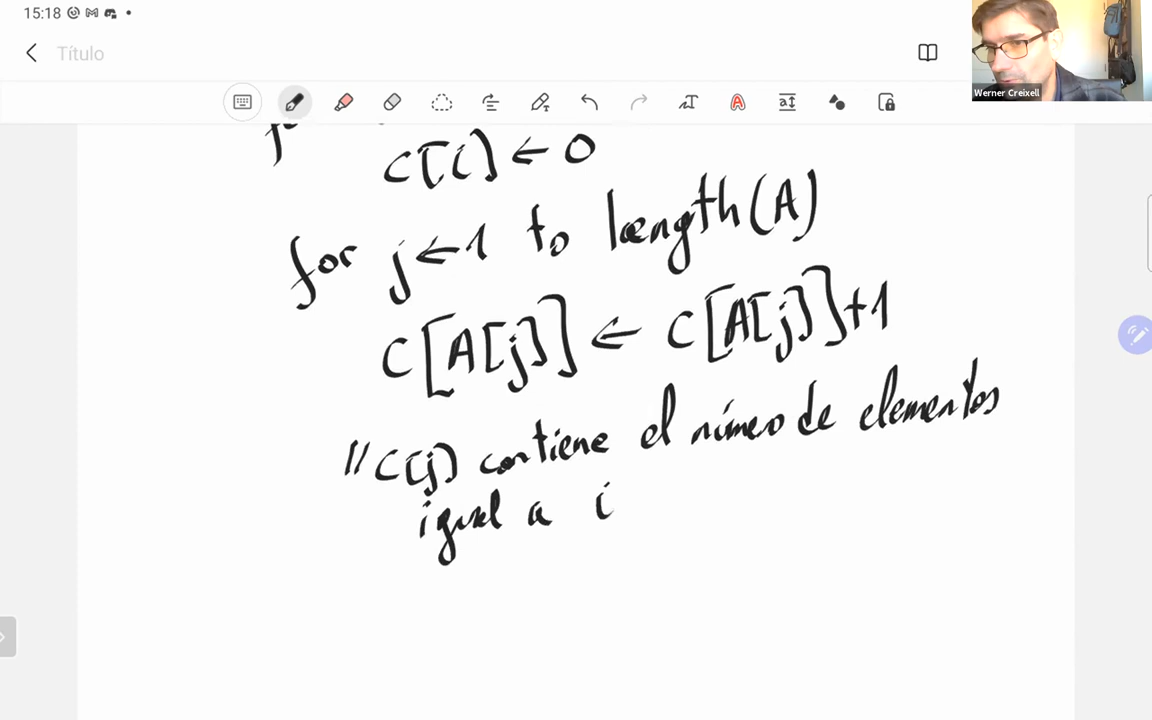 15:18
Título
Werner Creixell
C[i] ← 0
for j ← 1 to length(A)
C[A[j]] ← C[A[j]]+1
// C[j] contiene el número de elementos
igual a i